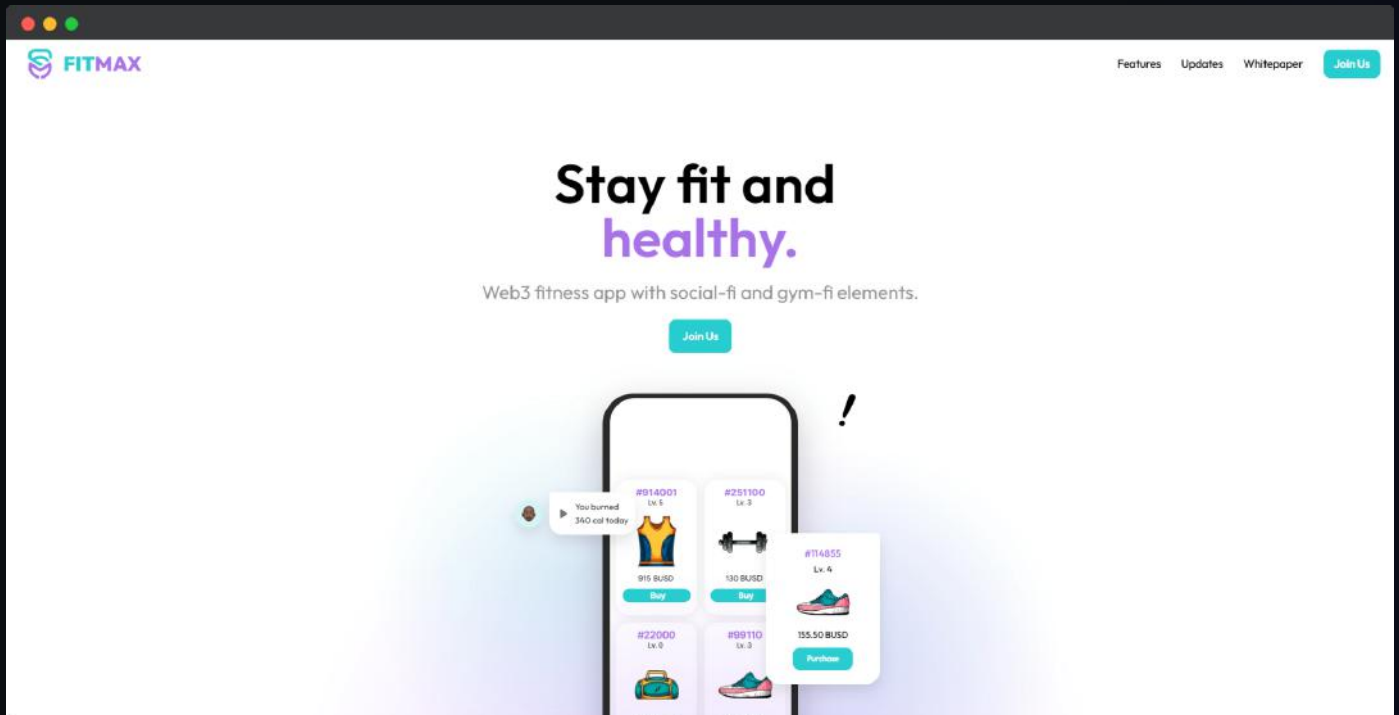 FITMAX
Features
Updates
Whitepaper
Join Us
Stay fit and
healthy.
Web3 fitness app with social-fi and gym-fi elements.
Join Us
!
You burned
340 cal today
#914001
Lv. 5
915 BUSD
Buy
#251100
Lv. 3
130 BUSD
Buy
#114855
Lv. 4
155.50 BUSD
Purchase
#22000
Lv. 0
#99110
Lv. 3